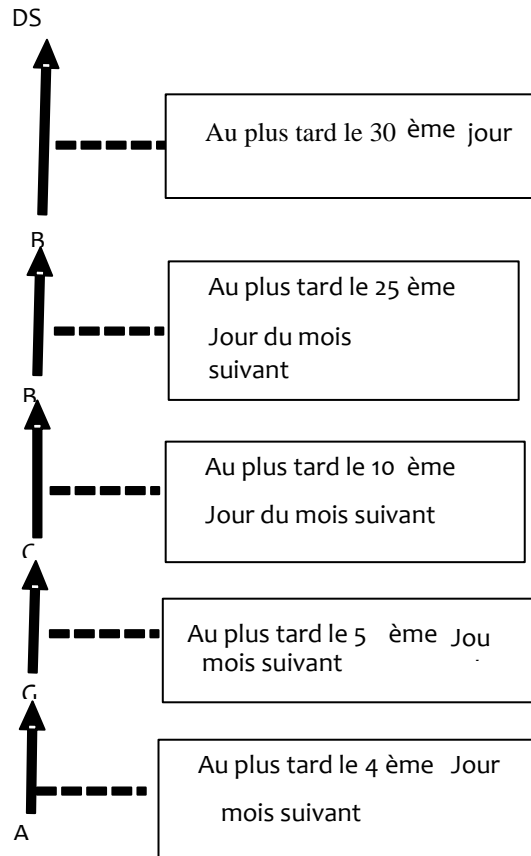 DS
Au plus tard le 30 ème jour
B
Au plus tard le 25 ème
Jour du mois
suivant
B
Au plus tard le 10 ème
Jour du mois suivant
C
Au plus tard le 5 ème Jou
mois suivant
G
Au plus tard le 4 ème Jour
mois suivant
A